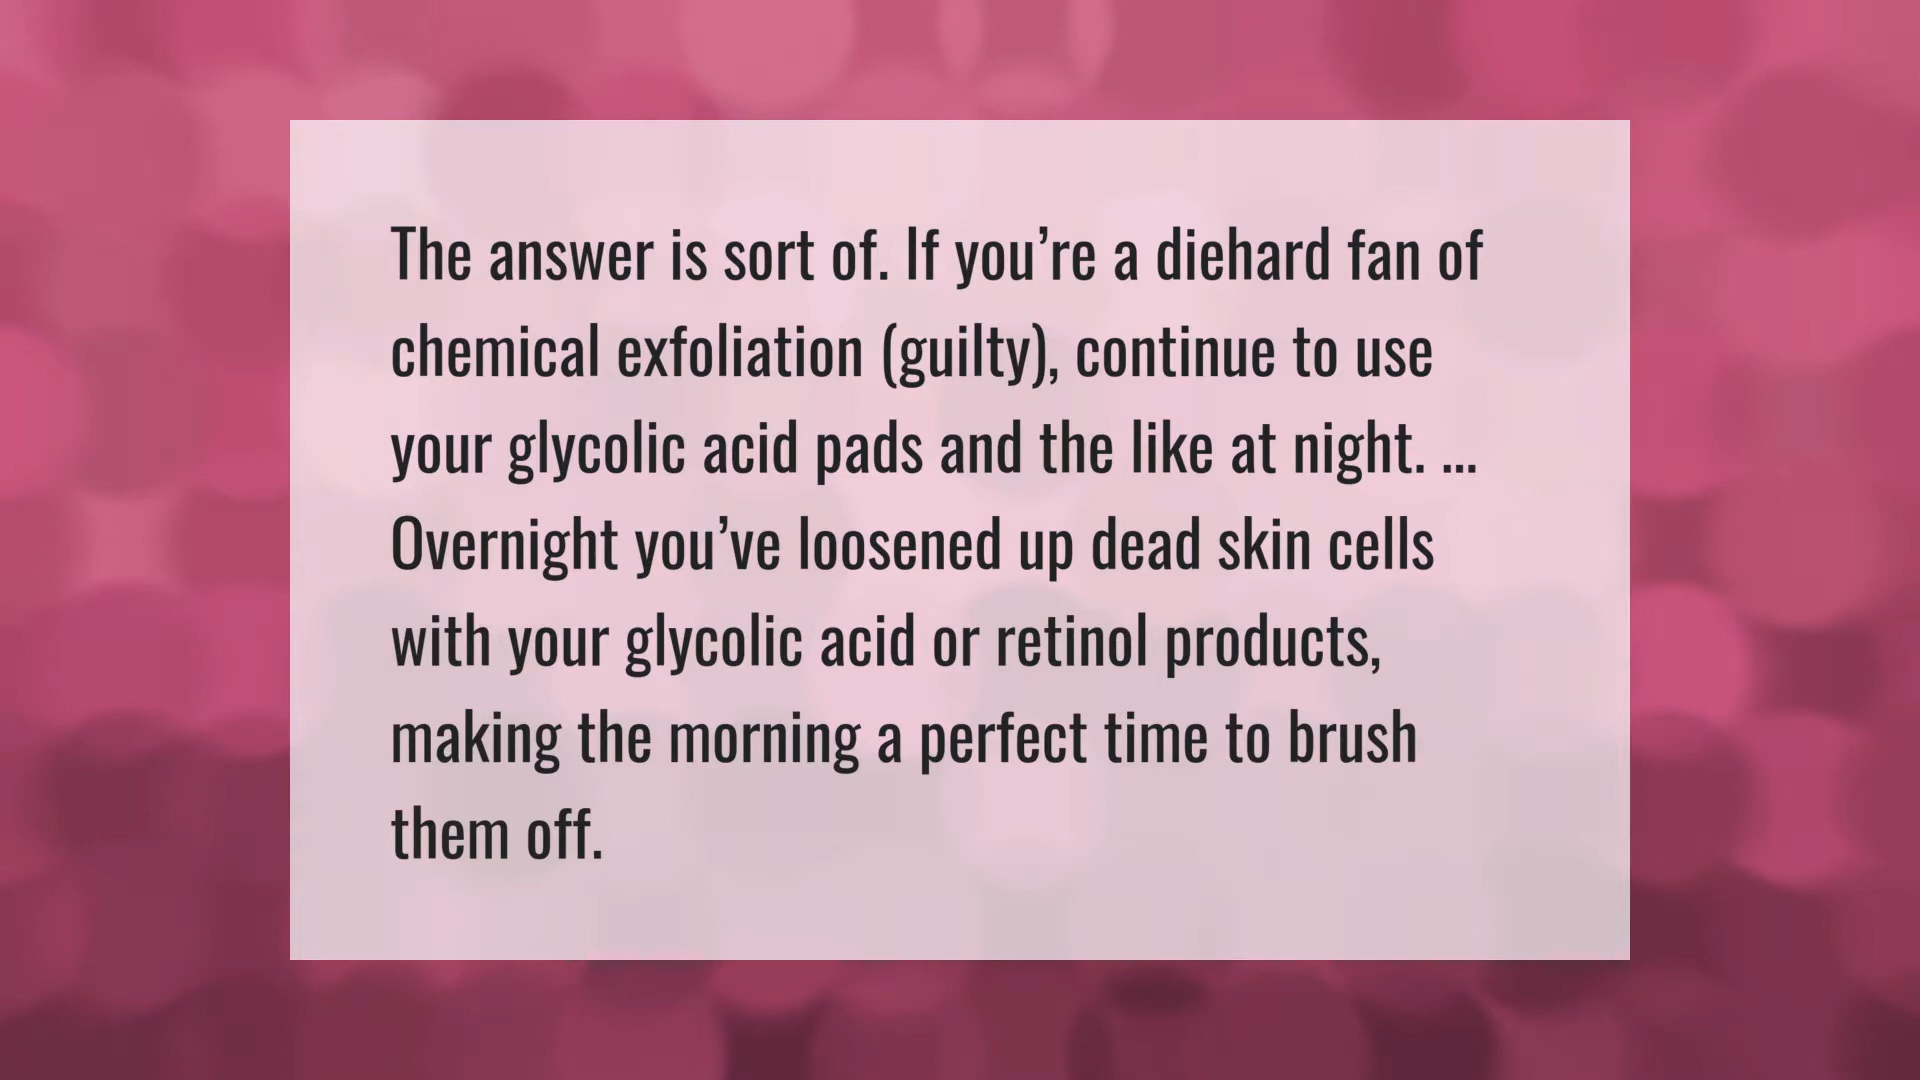 The answer is sort of. If you’re a diehard fan of
chemical exfoliation (guilty), continue to use
your glycolic acid pads and the like at night. ...
Overnight you’ve loosened up dead skin cells
with your glycolic acid or retinol products,
making the morning a perfect time to brush
them off.